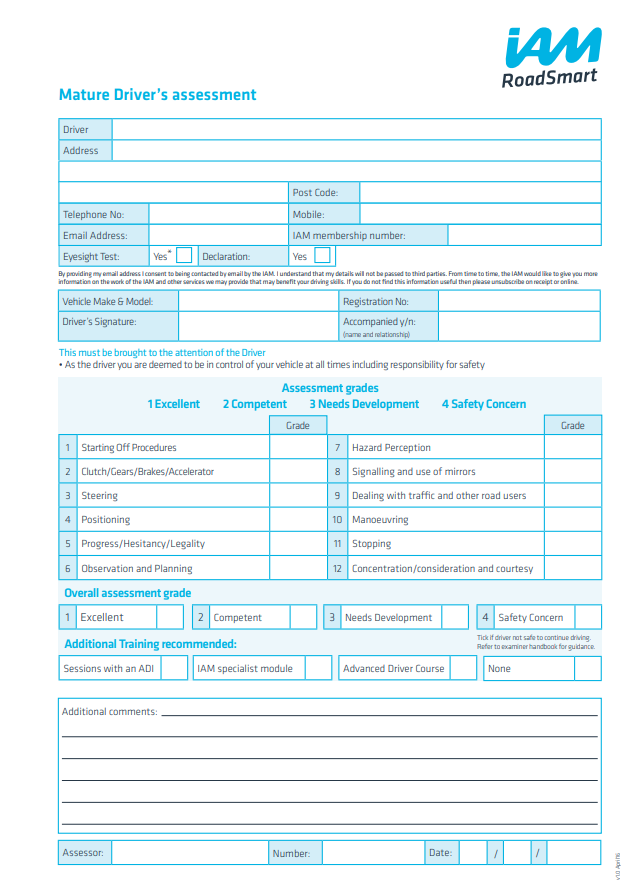 iAM
RoadSmart
Mature Driver's assessment
Driver
Address
Post Code:
Telephone No:
Mobile:
Email Address:
IAM membership number:
Eyesight Test:
Yes*
Declaration:
Yes
By providing my email address I consent to being contacted by email by the IAM. I understand that my details will not be passed to third parties. From time to time, the IAM would like to give you more
information on the work of the IAM and other services we may provide that may benefit your driving skills. If you do not find this information useful then please unsubscribe on receipt or online.
Vehicle Make & Model:
Registration No:
Driver's Signature:
Accompanied y/n:
(name and relationship)
This must be brought to the attention of the Driver
• As the driver you are deemed to be in control of your vehicle at all times including responsibility for safety
Assessment grades
1 Excellent 2 Competent 3 Needs Development 4 Safety Concern
Grade
Grade
1 Starting Off Procedures
7 Hazard Perception
2 Clutch/Gears/Brakes/Accelerator
8 Signalling and use of mirrors
3 Steering
9 Dealing with traffic and other road users
4 Positioning
10 Manoeuvring
5 Progress/Hesitancy/Legality
11 Stopping
6 Observation and Planning
12 Concentration/consideration and courtesy
Overall assessment grade
1 Excellent
2 Competent
3 Needs Development
4 Safety Concern
Tick if driver not safe to continue driving.
Refer to examiner handbook for guidance.
Additional Training recommended:
Sessions with an ADI
IAM specialist module
Advanced Driver Course
None
Additional comments:
Assessor:
Number:
Date: / /
v1.0 April16